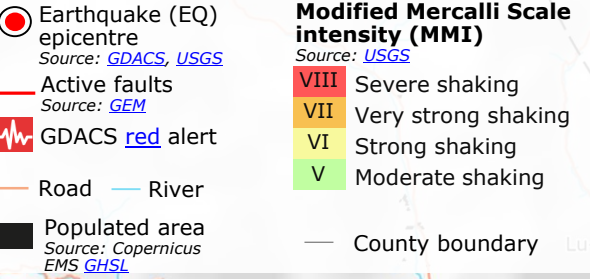 Earthquake (EQ)
epicentre
Source: GDACS, USGS
Active faults
Source: GEM
GDACS red alert
Road
River
Populated area
Source: Copernicus
EMS GHSL
Modified Mercalli Scale
intensity (MMI)
Source: USGS
VIII Severe shaking
VII Very strong shaking
VI Strong shaking
V Moderate shaking
County boundary